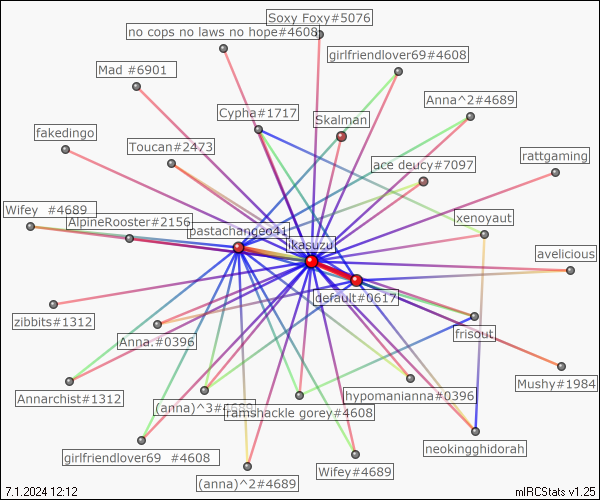 Soxy Foxy#5076
no cops no laws no hope#4608
girlfriendlover69#4608
Mad #6901
Anna^2#4689
Cypha#1717
Skalman
fakedingo
Toucan#2473
ace deucy#7097
rattgaming
Wifey #4689
AlpineRooster#2156
xenoyaut
pastachangeo41
ikasuzu
avelicious
default#0617
zibbits#1312
Anna.#0396
frisout
Mushy#1984
Annarchist#1312
hypomanianna#0396
(anna)^3#4689
ramshackle gorey#4608
neokingghidorah
girlfriendlover69 #4608
Wifey#4689
(anna)^2#4689
7.1.2024 12:12
mIRCStats v1.25